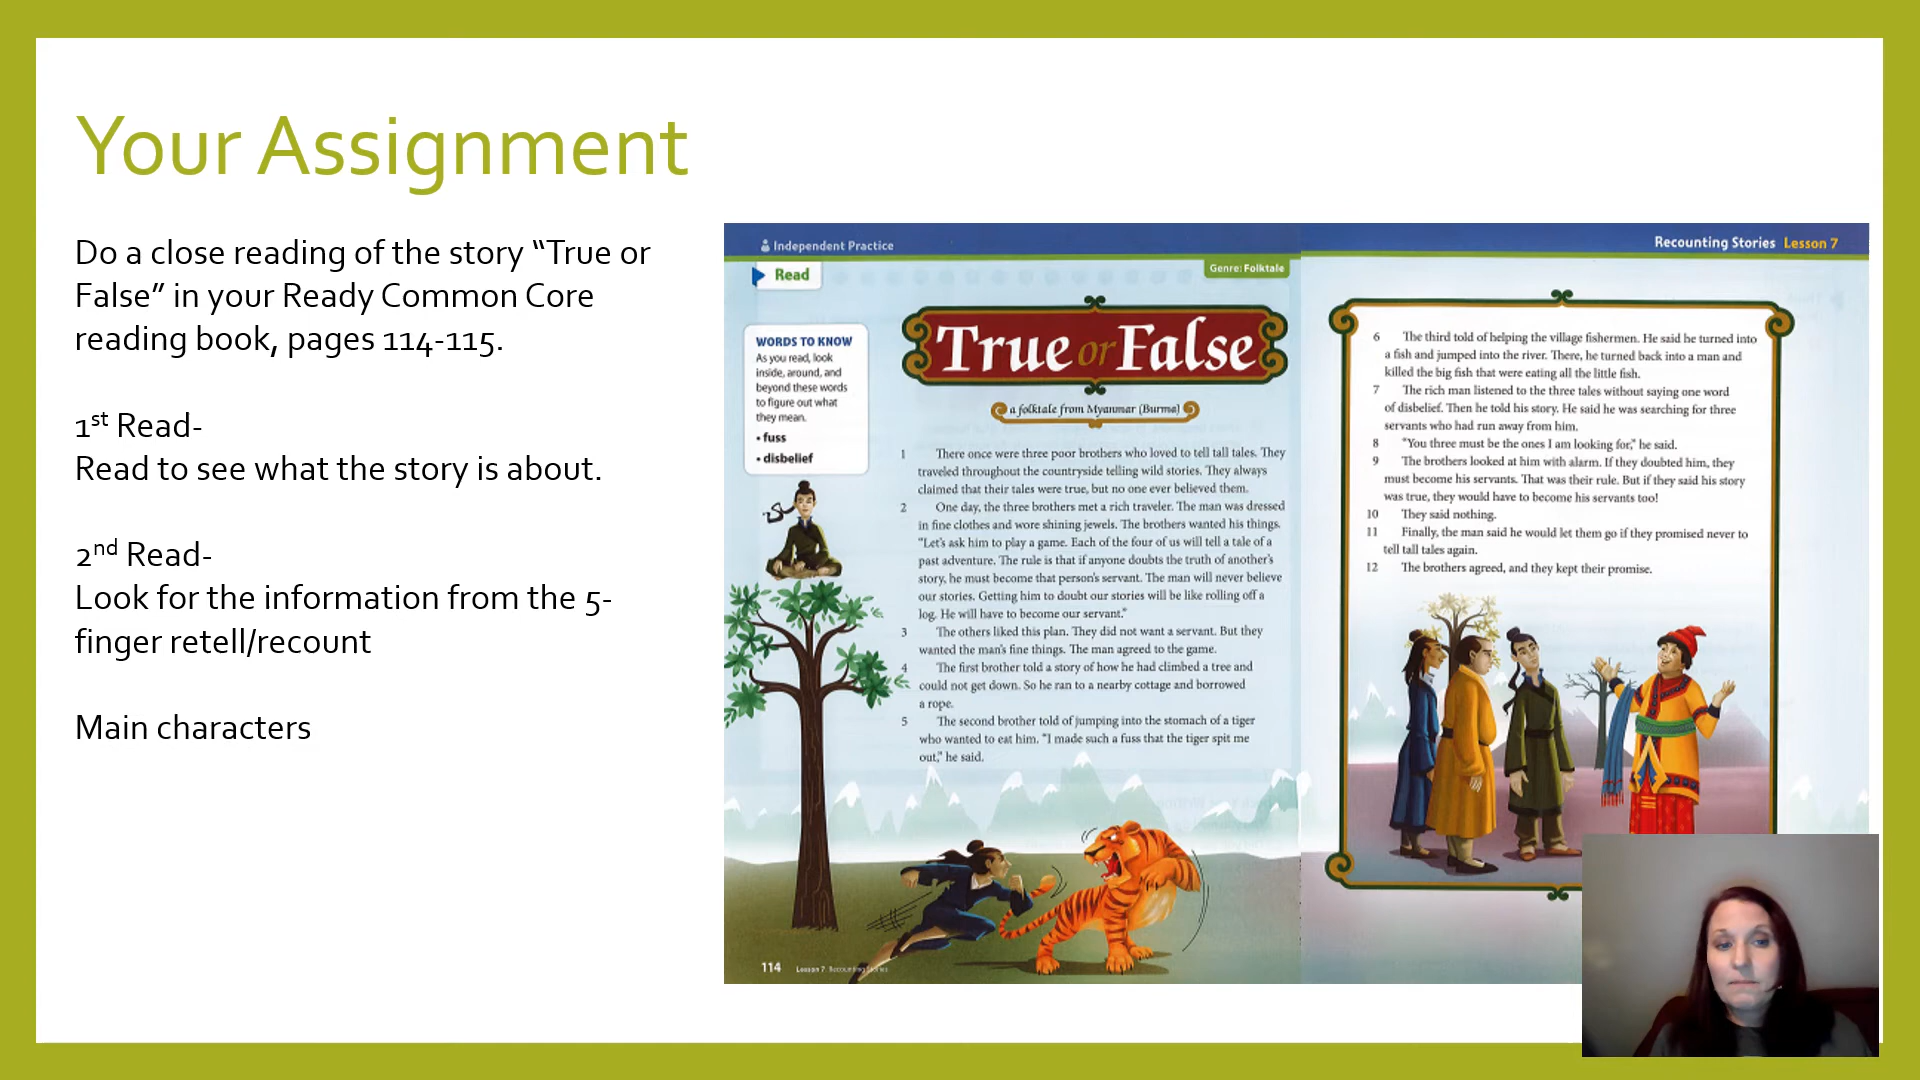 Your Assignment
Do a close reading of the story “True or
False” in your Ready Common Core
reading book, pages 114-115.
1st Read-
Read to see what the story is about.
2nd Read-
Look for the information from the 5-
finger retell/recount
Main characters
Independent Practice
Read
Genre: Folktale
WORDS TO KNOW
As you read, look
inside, around, and
beyond these words
to figure out what
they mean.
• fuss
• disbelief
True or False
a folktale from Myanmar (Burma)
1 There once were three poor brothers who loved to tell tall tales. They
traveled throughout the countryside telling wild stories. They always
claimed that their tales were true, but no one ever believed them.
2 One day, the three brothers met a rich traveler. The man was dressed
in fine clothes and wore shining jewels. The brothers wanted his things.
"Let's ask him to play a game. Each of the four of us will tell a tale of a
past adventure. The rule is that if anyone doubts the truth of another's
story, he must become that person's servant. The man will never believe
our stories. Getting him to doubt our stories will be like rolling off a
log. He will have to become our servant."
3 The others liked this plan. They did not want a servant. But they
wanted the man's fine things. The man agreed to the game.
4 The first brother told a story of how he had climbed a tree and
could not get down. So he ran to a nearby cottage and borrowed
a rope.
5 The second brother told of jumping into the stomach of a tiger
who wanted to eat him. "I made such a fuss that the tiger spit me
out," he said.
114 Lesson 7 Recounting Stories
Recounting Stories Lesson 7
6 The third told of helping the village fishermen. He said he turned into
a fish and jumped into the river. There, he turned back into a man and
killed the big fish that were eating all the little fish.
7 The rich man listened to the three tales without saying one word
of disbelief. Then he told his story. He said he was searching for three
servants who had run away from him.
8 "You three must be the ones I am looking for," he said.
9 The brothers looked at him with alarm. If they doubted him, they
must become his servants. That was their rule. But if they said his story
was true, they would have to become his servants too!
10 They said nothing.
11 Finally, the man said he would let them go if they promised never to
tell tall tales again.
12 The brothers agreed, and they kept their promise.